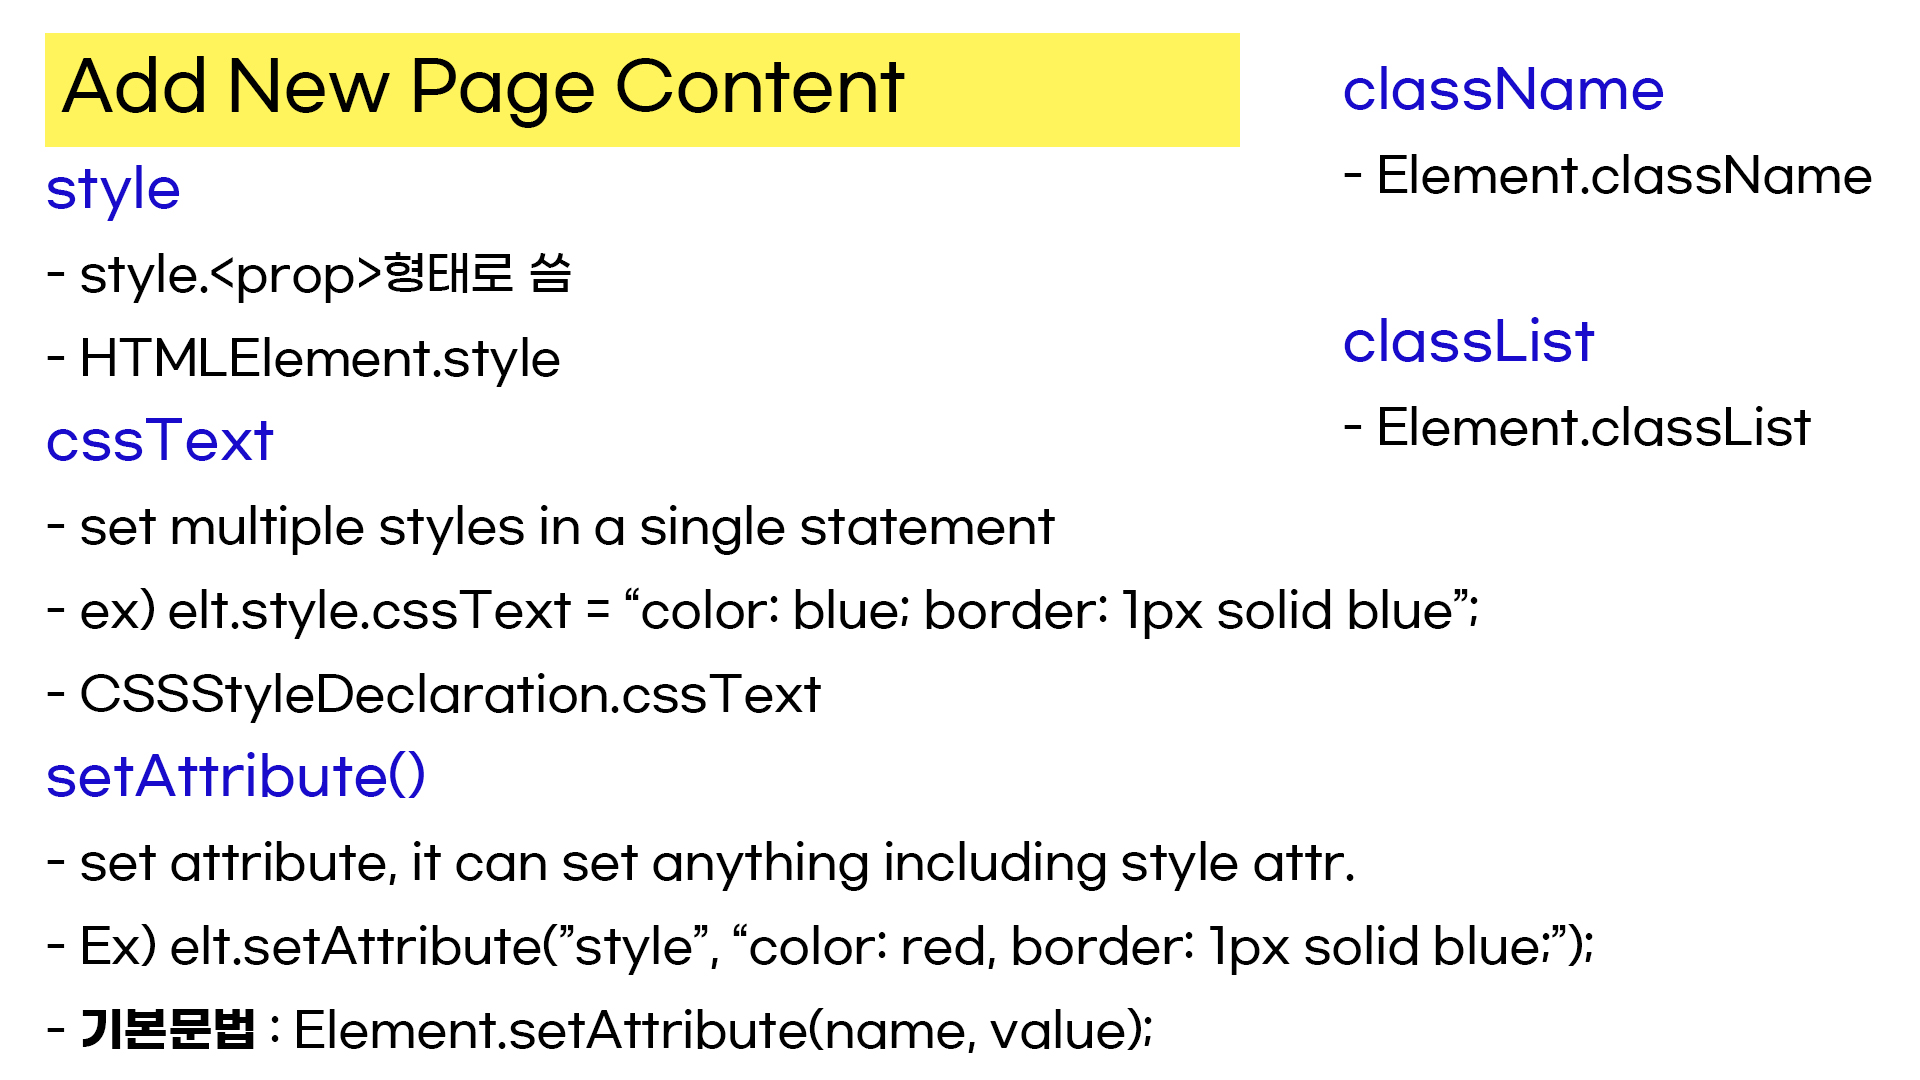 Add New Page Content
style
- style.<prop>형태로 씀
- HTMLElement.style
cssText
- set multiple styles in a single statement
- ex) elt.style.cssText = “color: blue; border: 1px solid blue”;
- CSSStyleDeclaration.cssText
setAttribute()
- set attribute, it can set anything including style attr.
- Ex) elt.setAttribute(”style”, “color: red, border: 1px solid blue;”);
- 기본문법 : Element.setAttribute(name, value);
className
- Element.className
classList
- Element.classList